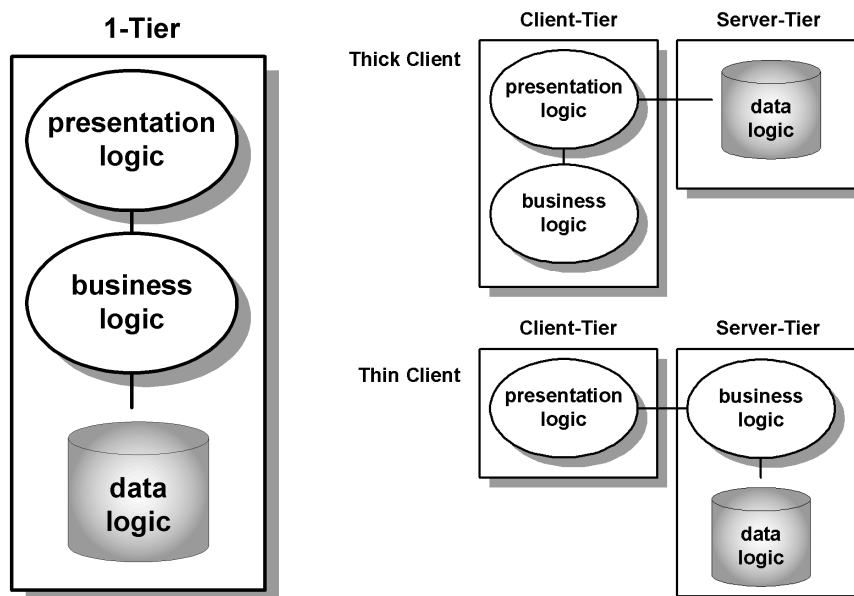 1-Tier
presentation
logic
business
logic
data
logic
Client-Tier
Server-Tier
Thick Client
presentation
logic
data
logic
business
logic
Client-Tier
Server-Tier
Thin Client
presentation
logic
business
logic
data
logic